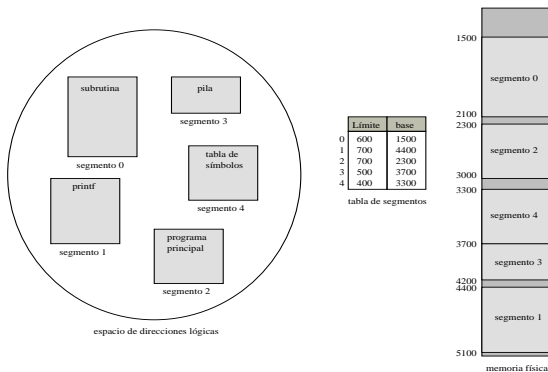 subrutina
segmento 0
pila
segmento 3
tabla de
símbolos
segmento 4
printf
segmento 1
programa
principal
segmento 2
espacio de direcciones lógicas
Límite base
0 600 1500
1 700 4400
2 700 2300
3 500 3700
4 400 3300
tabla de segmentos
1500
segmento 0
2100
2300
segmento 2
3000
3300
segmento 4
3700
segmento 3
4200
4400
segmento 1
5100
memoria física